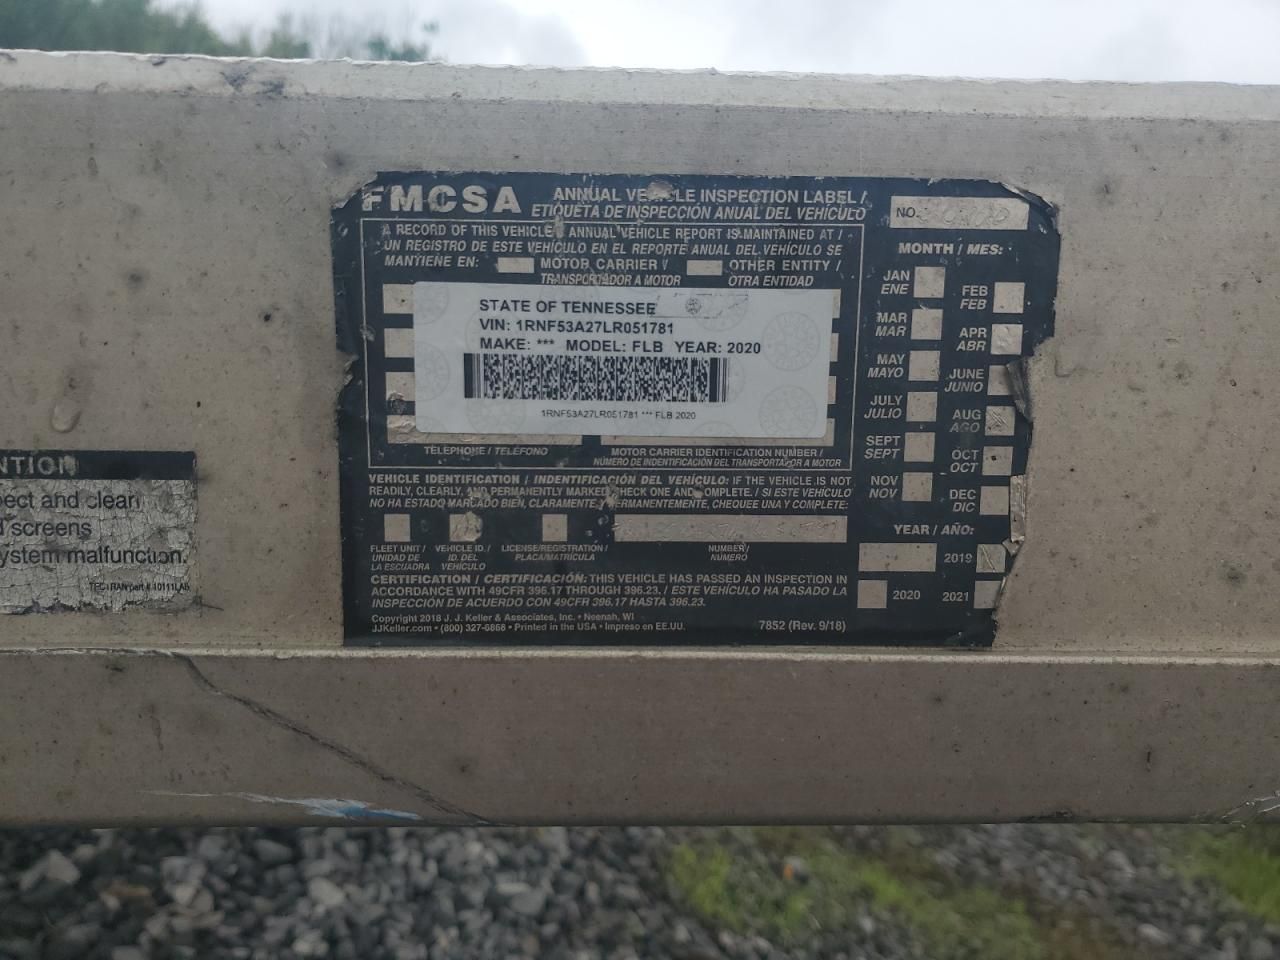 FMCSA
ANNUAL VEHICLE INSPECTION LABEL /
ETIQUETA DE INSPECCIÓN ANUAL DEL VEHÍCULO
A RECORD OF THIS VEHICLE'S ANNUAL VEHICLE REPORT IS MAINTAINED AT /
UN REGISTRO DE ESTE VEHÍCULO EN EL REPORTE ANUAL DEL VEHÍCULO SE
MANTIENE EN:
MOTOR CARRIER /
TRANSPORTADOR A MOTOR
OTHER ENTITY /
OTRA ENTIDAD
STATE OF TENNESSEE
VIN: 1RNF53A27LR051781
MAKE: *** MODEL: FLB YEAR: 2020
1RNF53A27LR051781 *** FLB 2020
TELEPHONE / TELÉFONO
MOTOR CARRIER IDENTIFICATION NUMBER /
NÚMERO DE INDENTIFICACIÓN DEL TRANSPORTADOR A MOTOR
VEHICLE IDENTIFICATION / INDENTIFICACIÓN DEL VEHÍCULO: IF THE VEHICLE IS NOT
READILY, CLEARLY, AND PERMANENTLY MARKED, CHECK ONE AND COMPLETE. / SI ESTE VEHÍCULO
NO HA ESTADO MARCADO BIEN, CLARAMENTE, Y PERMANENTEMENTE, CHEQUEE UNA Y COMPLETE:
FLEET UNIT /
UNIDAD DE
LA ESCUADRA
VEHICLE ID. /
ID. DEL
VEHÍCULO
LICENSE/REGISTRATION /
PLACA/MATRÍCULA
NUMBER /
NÚMERO
CERTIFICATION / CERTIFICACIÓN: THIS VEHICLE HAS PASSED AN INSPECTION IN
ACCORDANCE WITH 49CFR 396.17 THROUGH 396.23. / ESTE VEHÍCULO HA PASADO LA
INSPECCIÓN DE ACUERDO CON 49CFR 396.17 HASTA 396.23.
Copyright 2018 J. J. Keller & Associates, Inc. • Neenah, WI
JJKeller.com • (800) 327-6868 • Printed in the USA • Impreso en EE.UU.
7852 (Rev. 9/18)
NO.
MONTH / MES:
JAN
ENE
FEB
FEB
MAR
MAR
APR
ABR
MAY
MAYO
JUNE
JUNIO
JULY
JULIO
AUG
AGO
SEPT
SEPT
OCT
OCT
NOV
NOV
DEC
DIC
YEAR / AÑO:
2019
2020
2021
NTION
pect and clean
d screens
system malfunction.